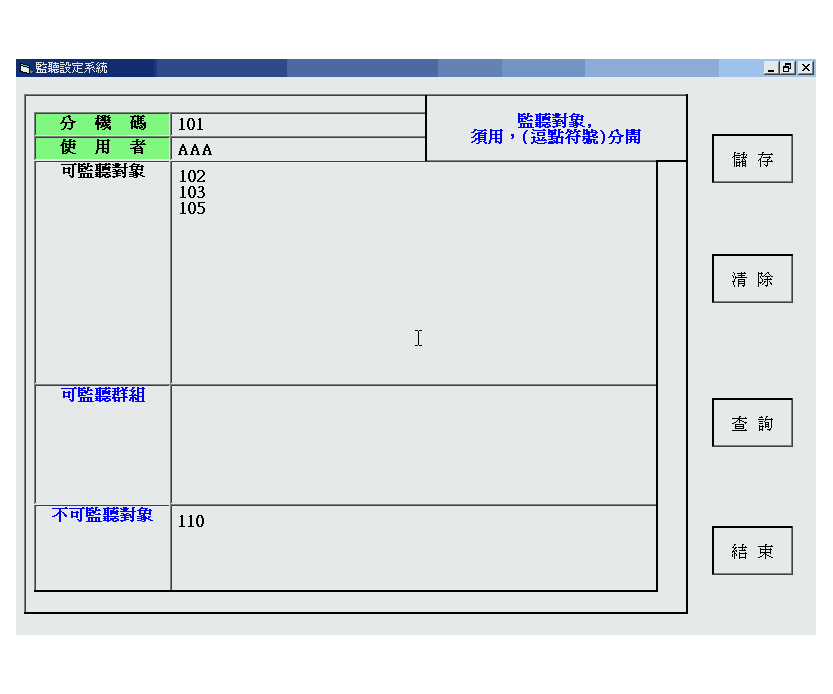 監聽設定系統
監聽對象,
須用，(逗點符號)分開
分 機 碼 101
使 用 者 AAA
可監聽對象 102
103
105
可監聽群組
不可監聽對象 110
儲 存
清 除
查 詢
結 束